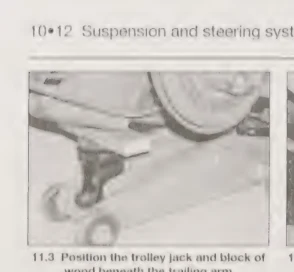 10•12 Suspension and steering syst
11.3 Position the trolley jack and block of
wood beneath the trailing arm
1